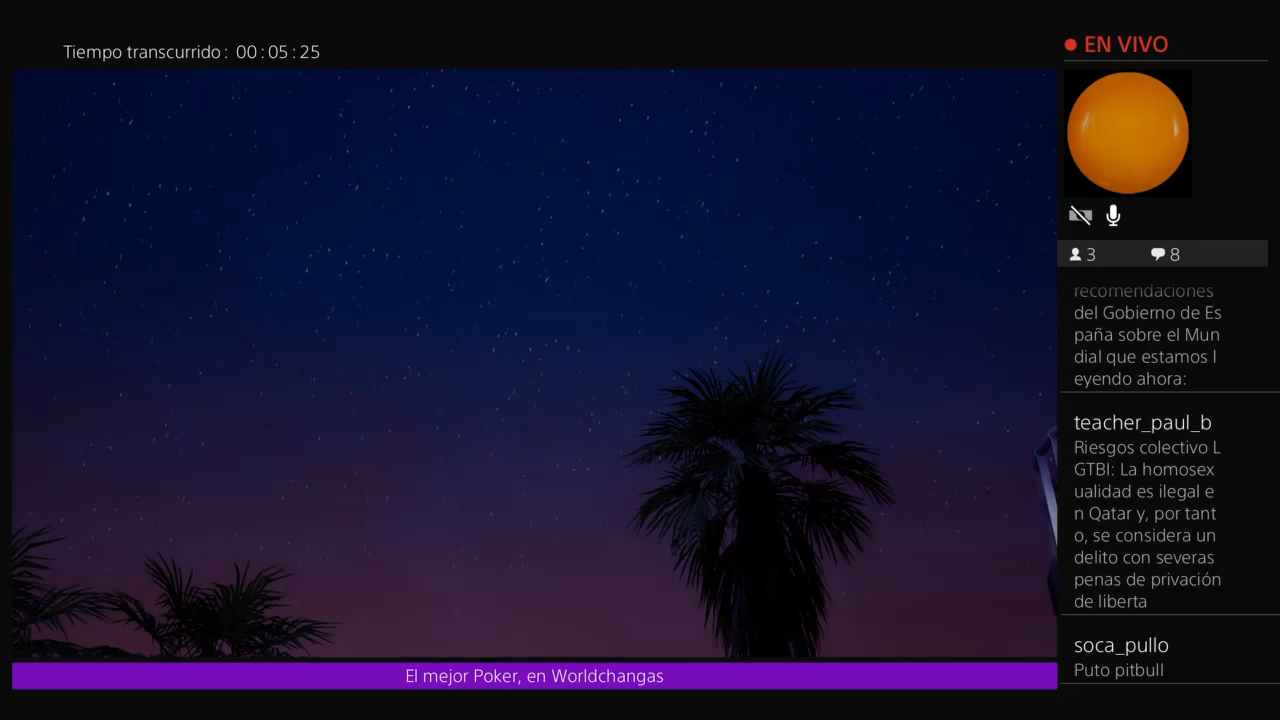 Tiempo transcurrido : 00 : 05 : 25
EN VIVO
3 8
recomendaciones
del Gobierno de Es
paña sobre el Mun
dial que estamos l
eyendo ahora:
teacher_paul_b
Riesgos colectivo L
GTBI: La homosex
ualidad es ilegal e
n Qatar y, por tant
o, se considera un
delito con severas
penas de privación
de liberta
soca_pullo
Puto pitbull
El mejor Poker, en Worldchangas